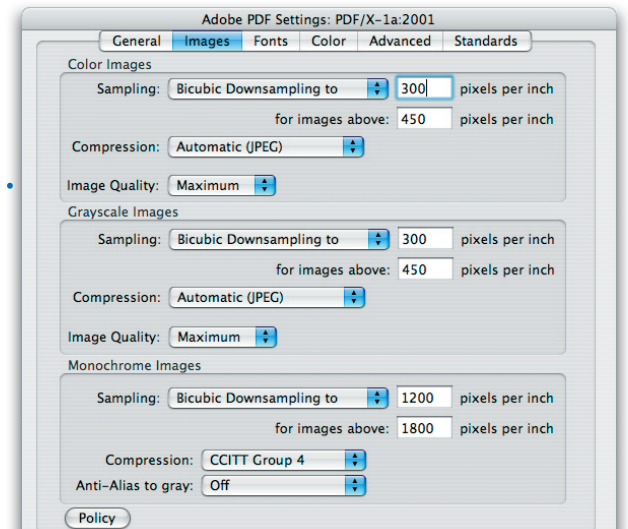 Adobe PDF Settings: PDF/X-1a:2001
General Images Fonts Color Advanced Standards
Color Images
Sampling: Bicubic Downsampling to 300 pixels per inch
for images above: 450 pixels per inch
Compression: Automatic (JPEG)
Image Quality: Maximum
Grayscale Images
Sampling: Bicubic Downsampling to 300 pixels per inch
for images above: 450 pixels per inch
Compression: Automatic (JPEG)
Image Quality: Maximum
Monochrome Images
Sampling: Bicubic Downsampling to 1200 pixels per inch
for images above: 1800 pixels per inch
Compression: CCITT Group 4
Anti-Alias to gray: Off
Policy